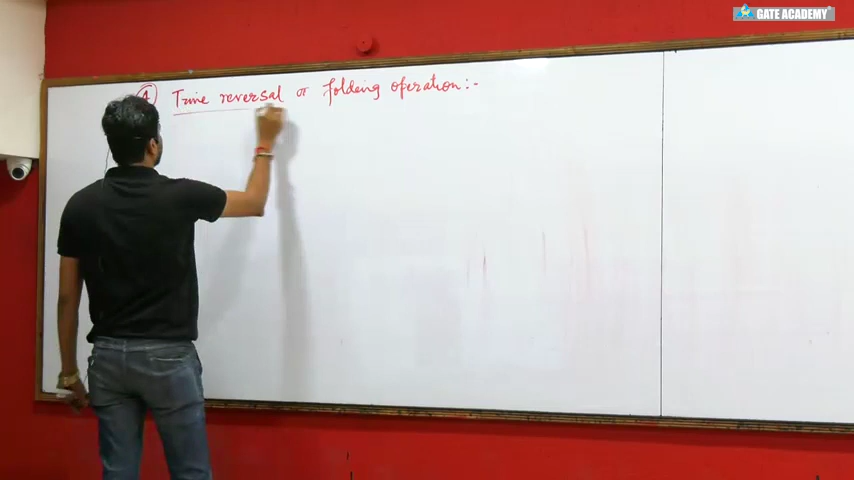 GATE ACADEMY
④ Time reversal or folding operation:-